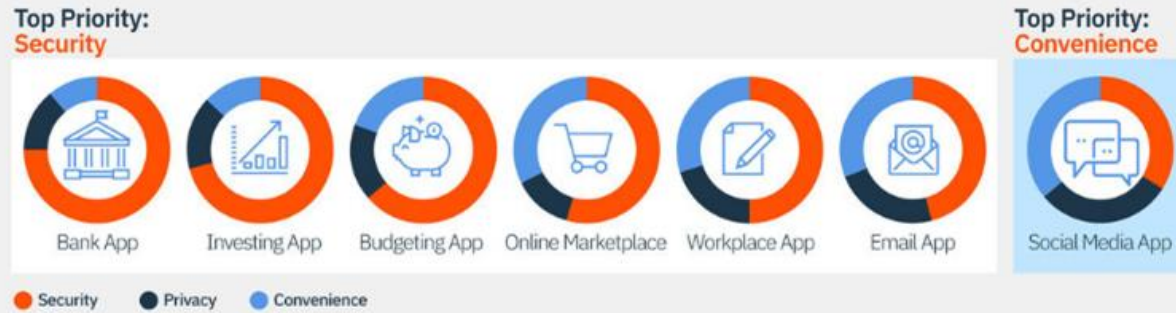 Top Priority:
Security
Top Priority:
Convenience
@
Bank App
Investing App
Budgeting App
Online Marketplace
Workplace App
Email App
Social Media App
Security
Privacy
Convenience